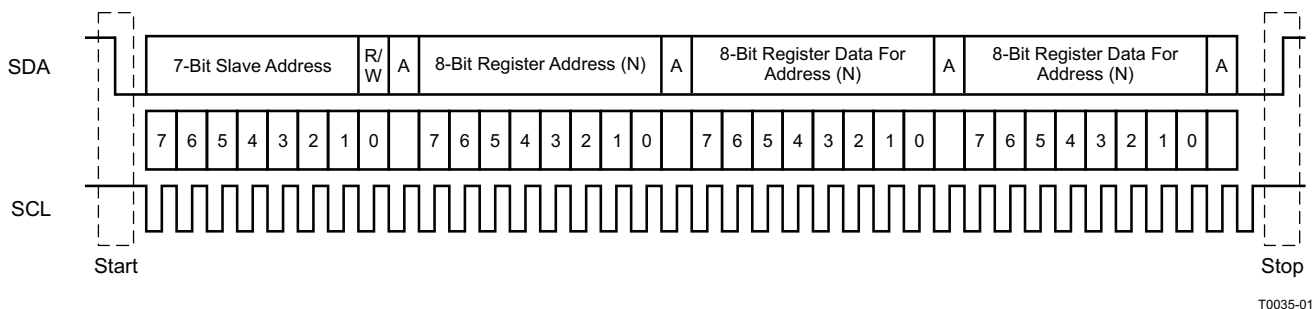 SDA
7-Bit Slave Address
R/
W
A
8-Bit Register Address (N)
A
8-Bit Register Data For
Address (N)
A
8-Bit Register Data For
Address (N)
A
7 6 5 4 3 2 1 0 7 6 5 4 3 2 1 0 7 6 5 4 3 2 1 0 7 6 5 4 3 2 1 0
SCL
Start
Stop
T0035-01